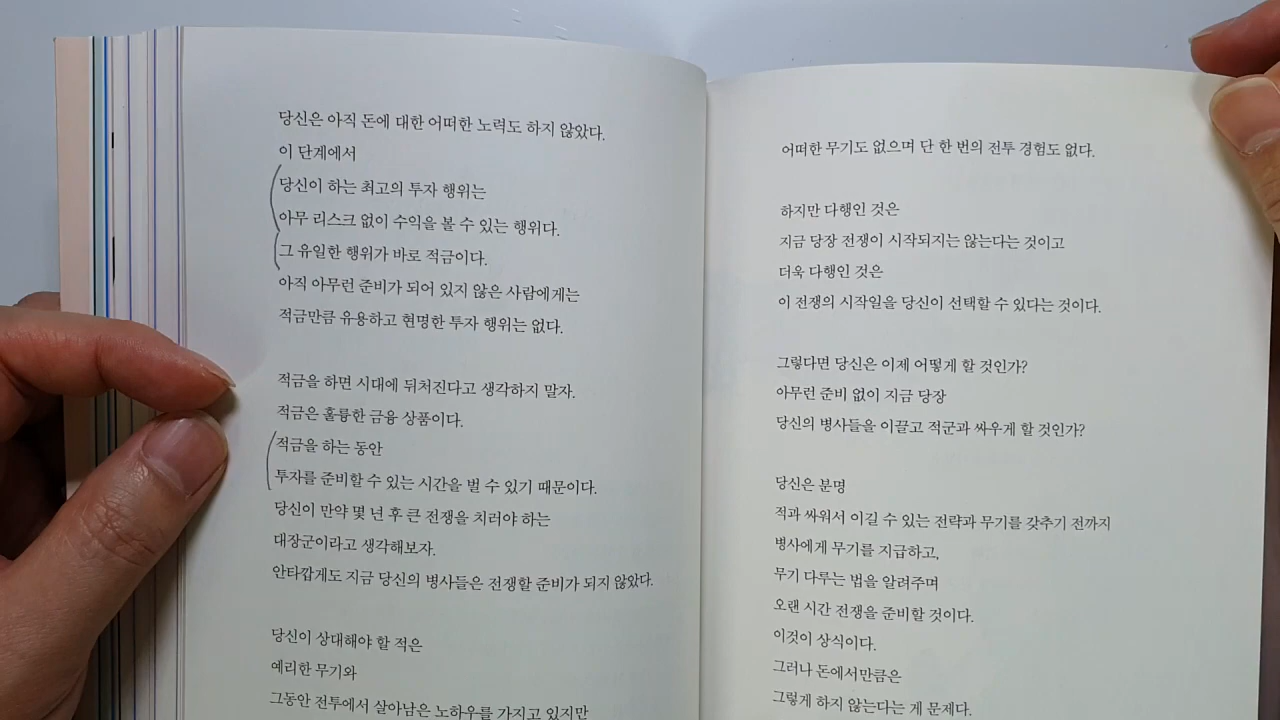 당신은 아직 돈에 대한 어떠한 노력도 하지 않았다.
이 단계에서
당신이 하는 최고의 투자 행위는
아무 리스크 없이 수익을 볼 수 있는 행위다.
그 유일한 행위가 바로 적금이다.
아직 아무런 준비가 되어 있지 않은 사람에게는
적금만큼 유용하고 현명한 투자 행위는 없다.
적금을 하면 시대에 뒤처진다고 생각하지 말자.
적금은 훌륭한 금융 상품이다.
적금을 하는 동안
투자를 준비할 수 있는 시간을 벌 수 있기 때문이다.
당신이 만약 몇 년 후 큰 전쟁을 치러야 하는
대장군이라고 생각해보자.
안타깝게도 지금 당신의 병사들은 전쟁할 준비가 되지 않았다.
당신이 상대해야 할 적은
예리한 무기와
그동안 전투에서 살아남은 노하우를 가지고 있지만
어떠한 무기도 없으며 단 한 번의 전투 경험도 없다.
하지만 다행인 것은
지금 당장 전쟁이 시작되지는 않는다는 것이고
더욱 다행인 것은
이 전쟁의 시작일을 당신이 선택할 수 있다는 것이다.
그렇다면 당신은 이제 어떻게 할 것인가?
아무런 준비 없이 지금 당장
당신의 병사들을 이끌고 적군과 싸우게 할 것인가?
당신은 분명
적과 싸워서 이길 수 있는 전략과 무기를 갖추기 전까지
병사에게 무기를 지급하고,
무기 다루는 법을 알려주며
오랜 시간 전쟁을 준비할 것이다.
이것이 상식이다.
그러나 돈에서만큼은
그렇게 하지 않는다는 게 문제다.